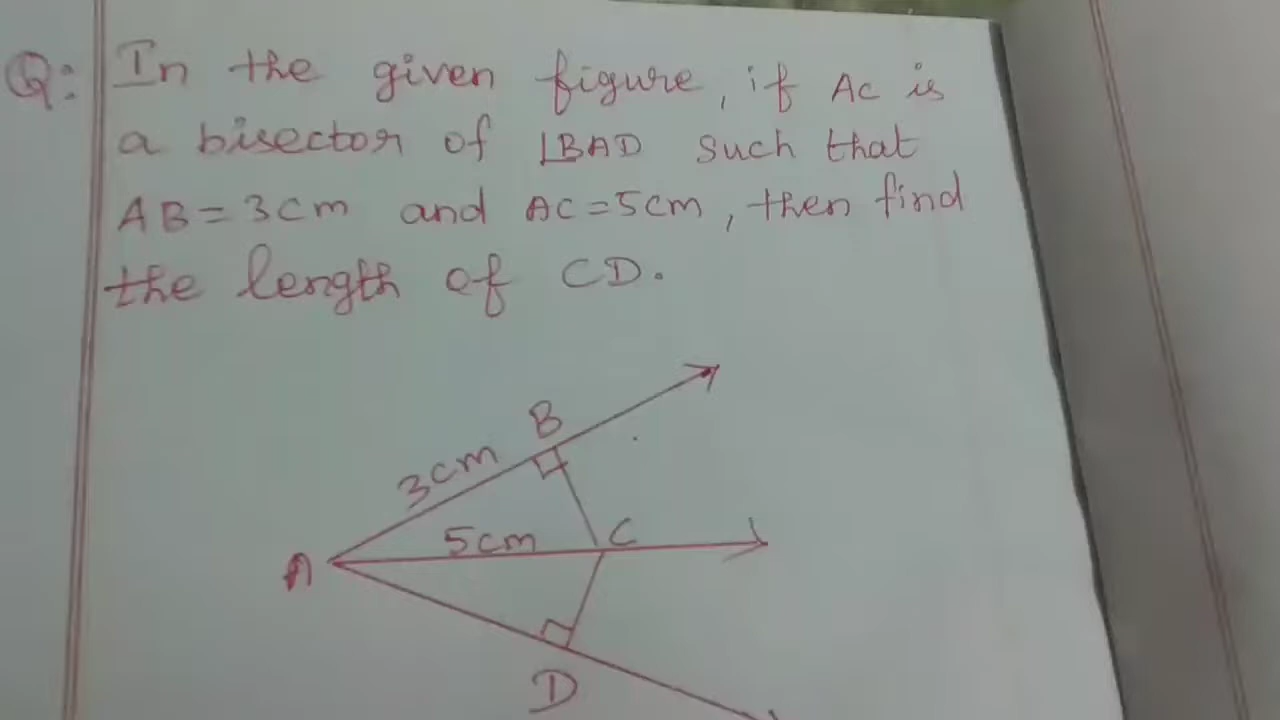 Q: In the given figure, if AC is
a bisector of ∠BAD such that
AB = 3cm and AC = 5cm, then find
the length of CD.
B
3cm
5cm
C
A
D